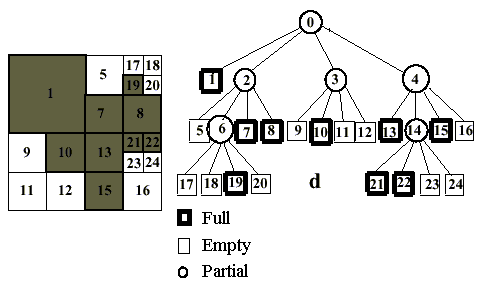 0
1 2 3 4
5 6 7 8 9 10 11 12 13 14 15 16
17 18 19 20 d 21 22 23 24
5 17 18
1 19 20
7 8
9 10 13 21 22
23 24
11 12 15 16
Full
Empty
Partial